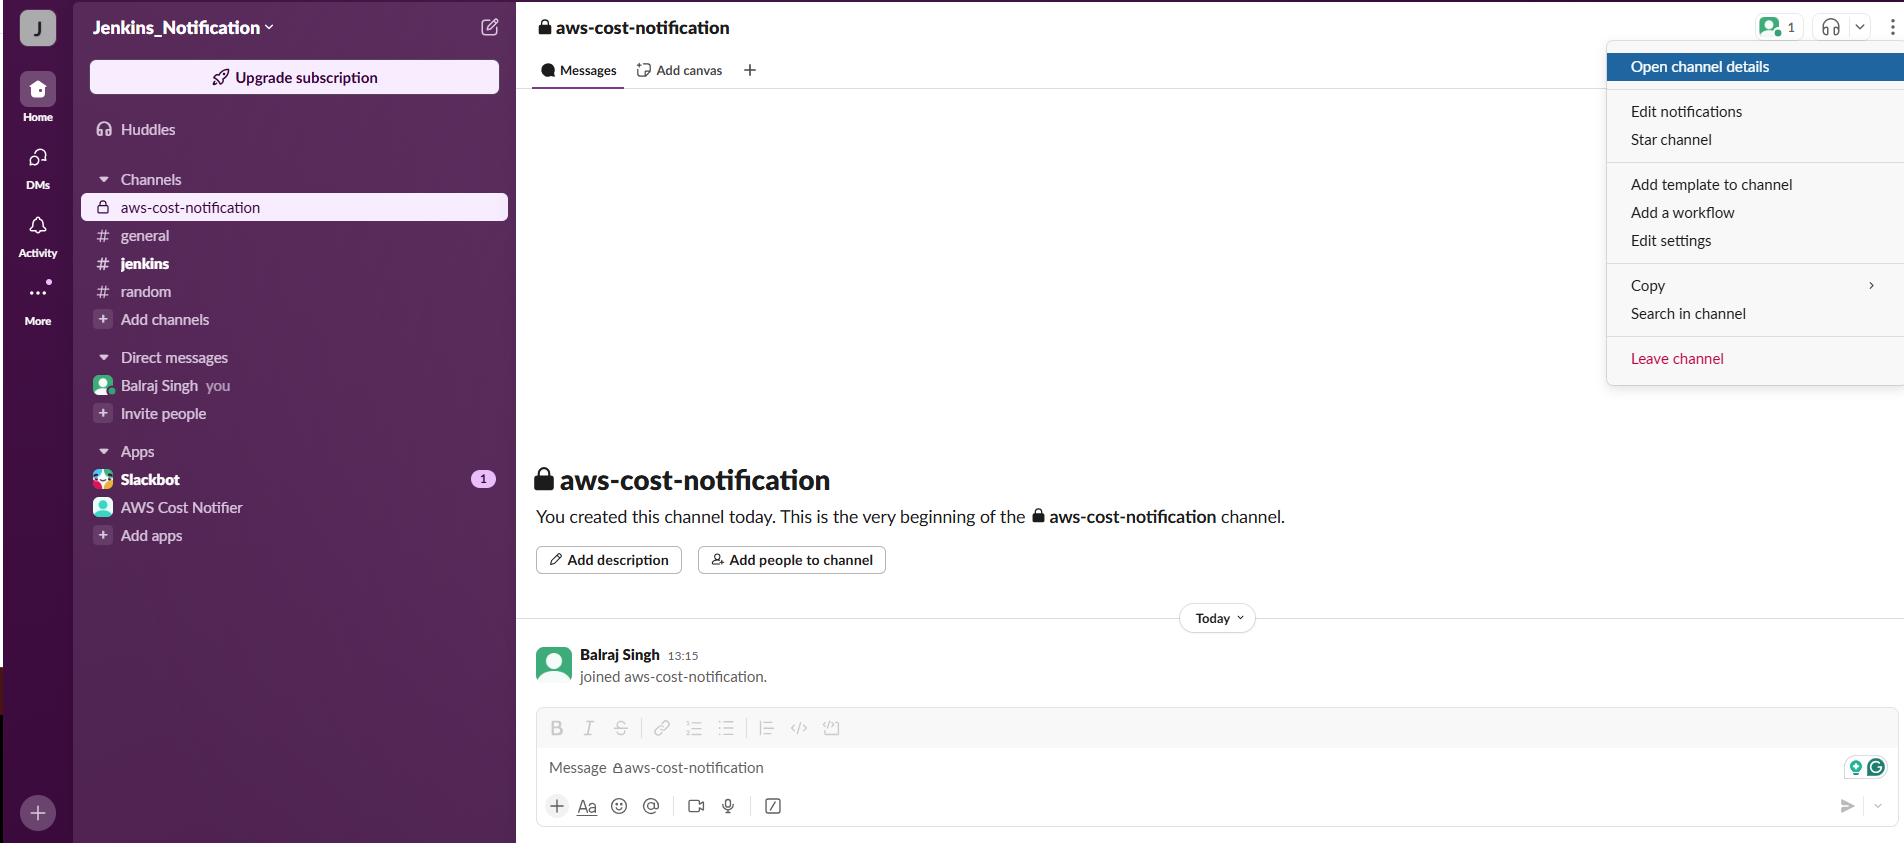 J
Home
DMs
Activity
More
Jenkins_Notification
Upgrade subscription
Huddles
Channels
aws-cost-notification
# general
# jenkins
# random
+ Add channels
Direct messages
Balraj Singh you
+ Invite people
Apps
Slackbot 1
AWS Cost Notifier
+ Add apps
aws-cost-notification
1
Messages Add canvas +
Open channel details
Edit notifications
Star channel
Add template to channel
Add a workflow
Edit settings
Copy
Search in channel
Leave channel
aws-cost-notification
You created this channel today. This is the very beginning of the aws-cost-notification channel.
Add description Add people to channel
Today
Balraj Singh 13:15
joined aws-cost-notification.
B I S
Message aws-cost-notification
+ Aa @